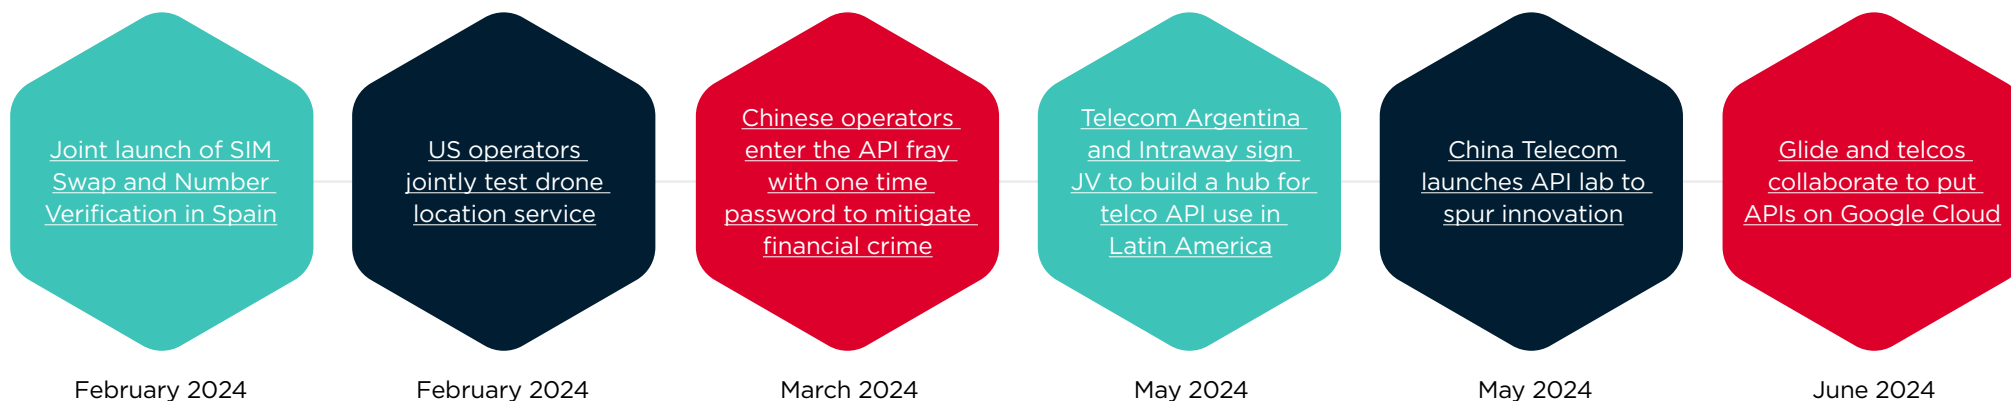 Joint launch of SIM
Swap and Number
Verification in Spain
February 2024
US operators
jointly test drone
location service
February 2024
Chinese operators
enter the API fray
with one time
password to mitigate
financial crime
March 2024
Telecom Argentina
and Intraway sign
JV to build a hub for
telco API use in
Latin America
May 2024
China Telecom
launches API lab to
spur innovation
May 2024
Glide and telcos
collaborate to put
APIs on Google Cloud
June 2024